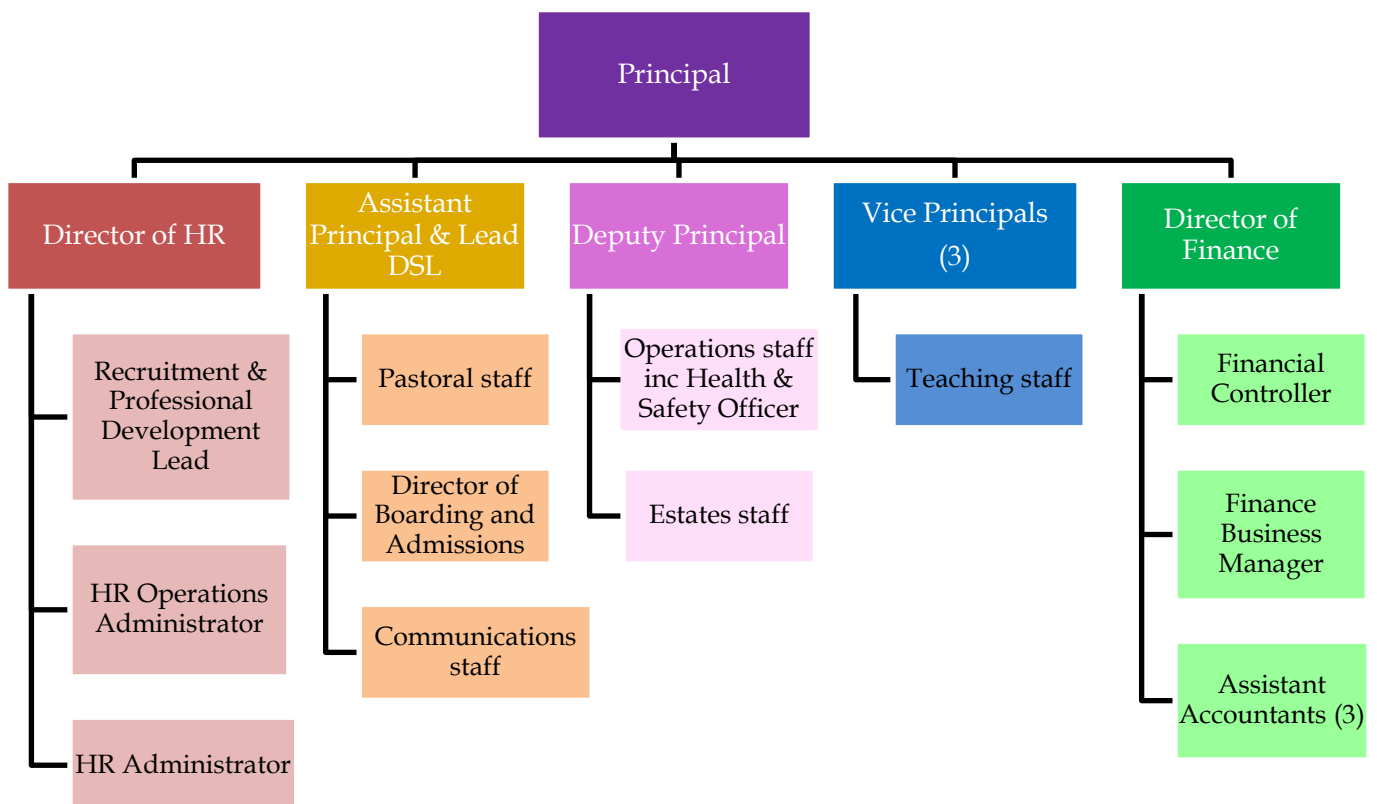 Principal
Director of HR
Assistant
Principal & Lead
DSL
Deputy Principal
Vice Principals
(3)
Director of
Finance
Recruitment &
Professional
Development
Lead
HR Operations
Administrator
HR Administrator
Pastoral staff
Director of
Boarding and
Admissions
Communications
staff
Operations staff
inc Health &
Safety Officer
Estates staff
Teaching staff
Financial
Controller
Finance
Business
Manager
Assistant
Accountants (3)